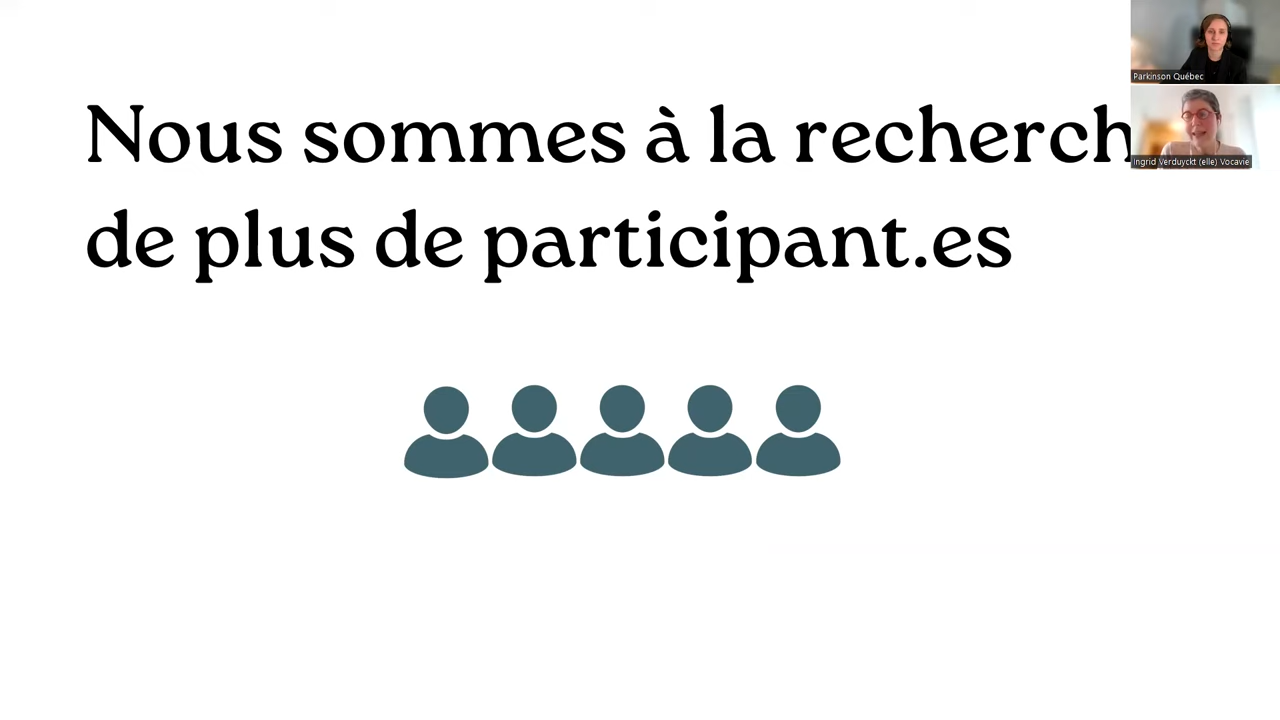 Nous sommes à la recherch
de plus de participant.es
Parkinson Québec
Ingrid Verduyckt (elle) Vocavie